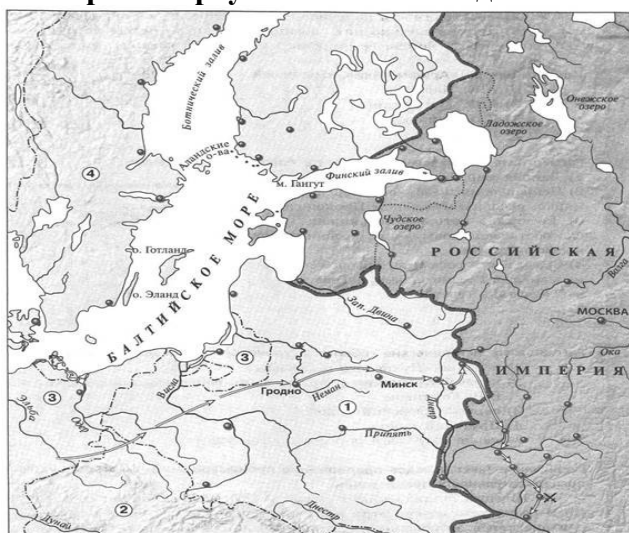 Ботнический залив
Онежское
озеро
Ладожское
озеро
Аландские
о-ва
4
м. Гангут
Финский залив
БАЛТИЙСКОЕ МОРЕ
Чудское
озеро
о. Готланд
РОССИЙСКАЯ
Волга
о. Эланд
Зап. Двина
МОСКВА
Ока
3
3
Висла
Гродно
Неман
Минск
ИМПЕРИЯ
Эльба
Одер
1
Днепр
Припять
2
Дунай
Днестр